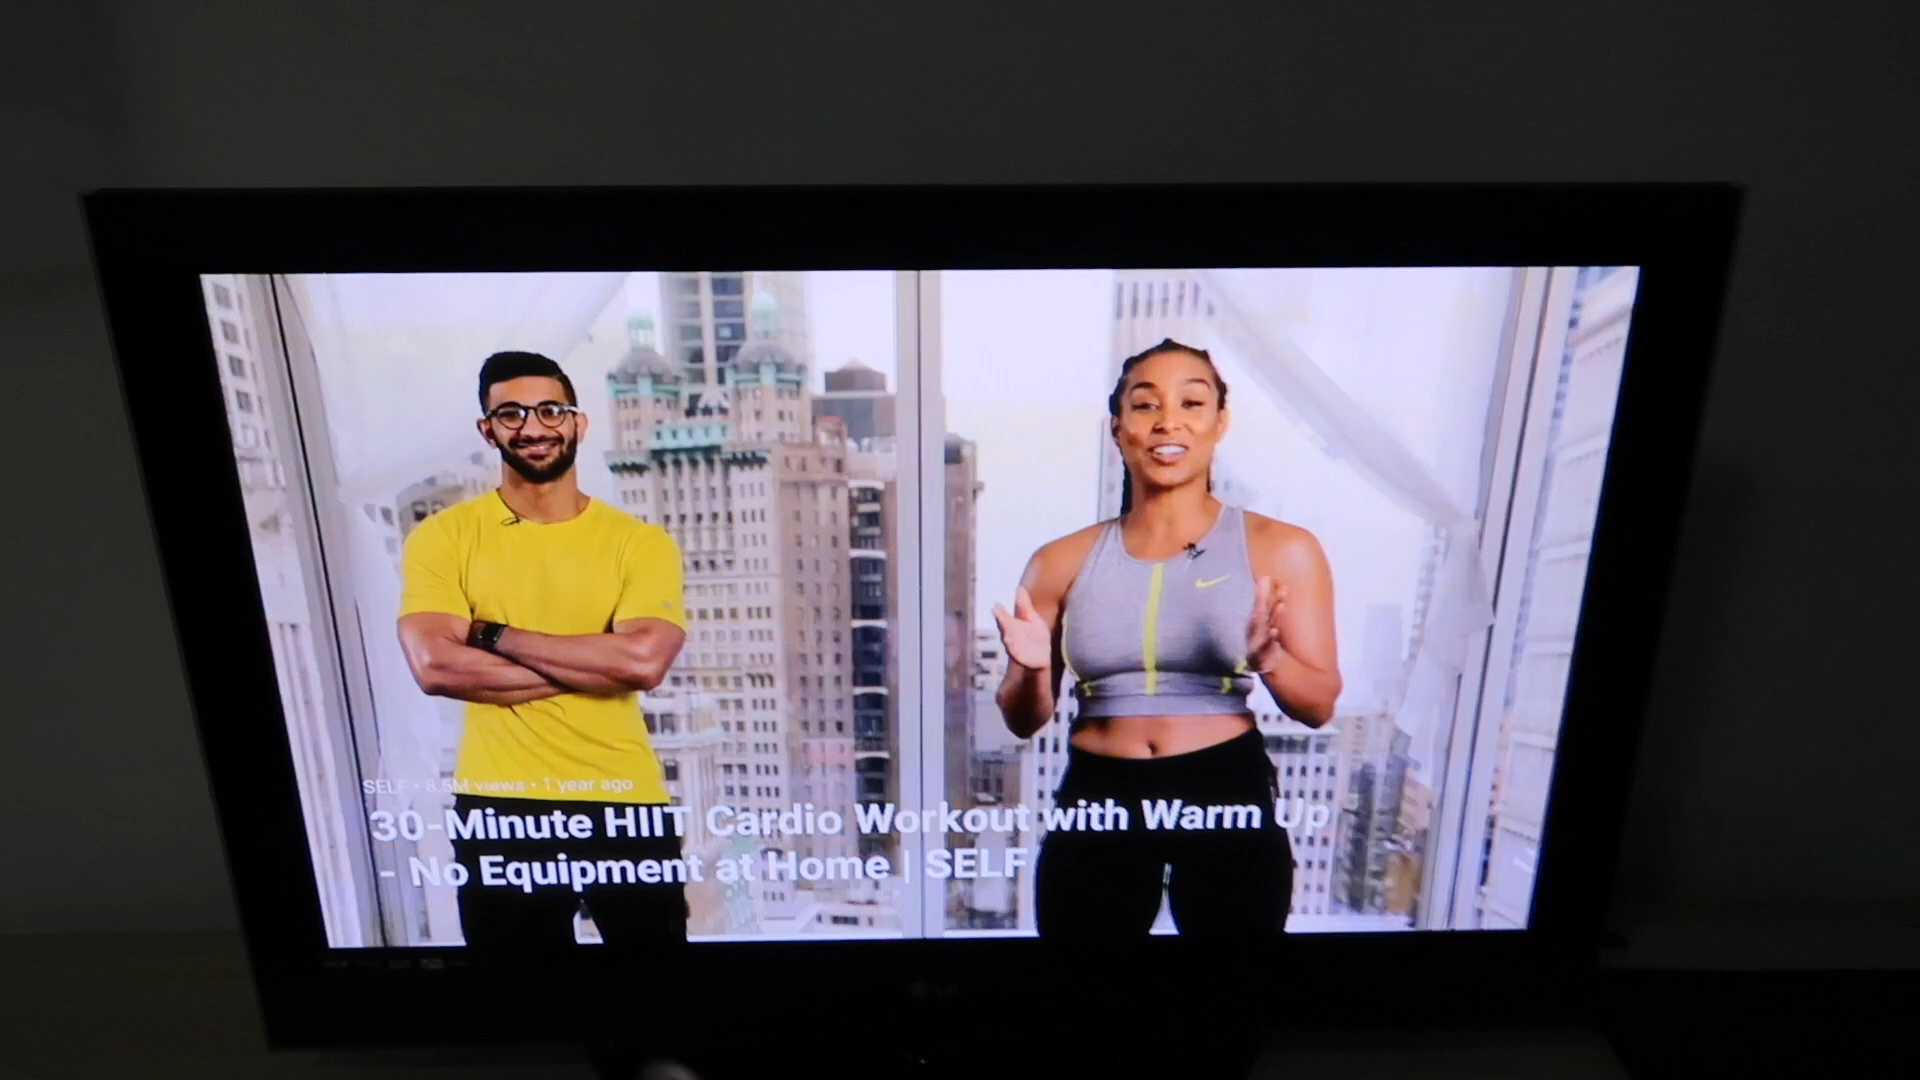 SELF • 8.5M views • 1 year ago
30-Minute HIIT Cardio Workout with Warm Up
- No Equipment at Home | SELF
LG